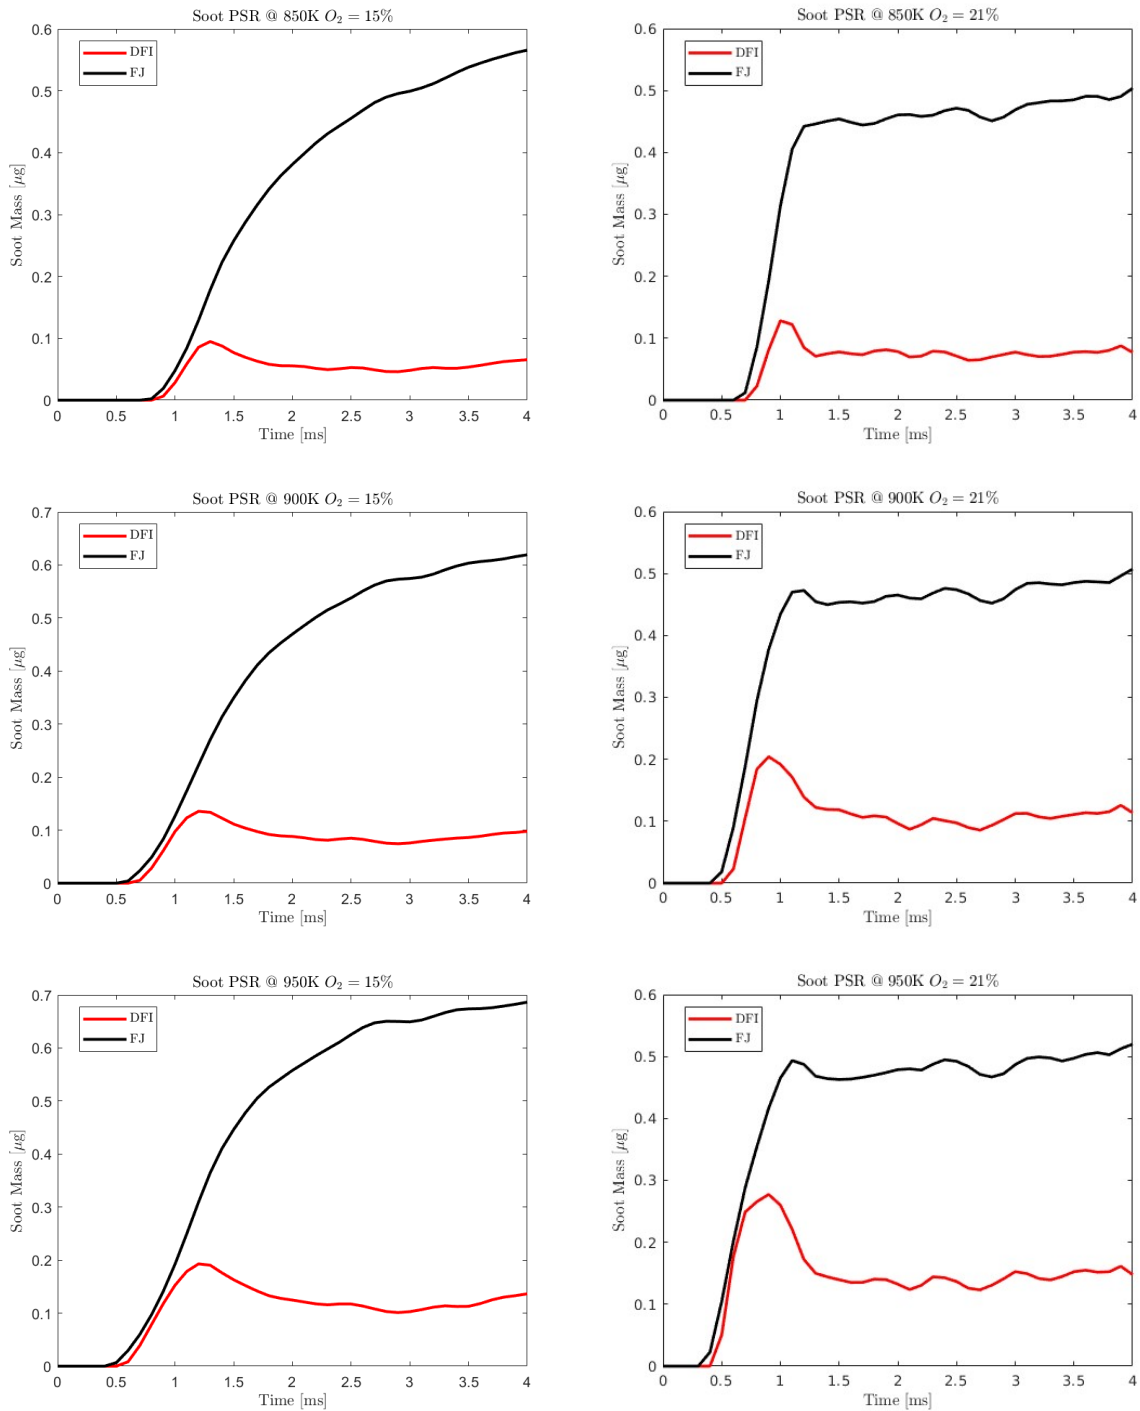 Soot PSR @ 850K O₂ = 15%
DFI
FJ
0.6
0.5
0.4
0.3
0.2
0.1
0
Soot Mass [μg]
0 0.5 1 1.5 2 2.5 3 3.5 4
Time [ms]
Soot PSR @ 850K O₂ = 21%
DFI
FJ
0.6
0.5
0.4
0.3
0.2
0.1
0
Soot Mass [μg]
0 0.5 1 1.5 2 2.5 3 3.5 4
Time [ms]
Soot PSR @ 900K O₂ = 15%
DFI
FJ
0.7
0.6
0.5
0.4
0.3
0.2
0.1
0
Soot Mass [μg]
0 0.5 1 1.5 2 2.5 3 3.5 4
Time [ms]
Soot PSR @ 900K O₂ = 21%
DFI
FJ
0.6
0.5
0.4
0.3
0.2
0.1
0
Soot Mass [μg]
0 0.5 1 1.5 2 2.5 3 3.5 4
Time [ms]
Soot PSR @ 950K O₂ = 15%
DFI
FJ
0.7
0.6
0.5
0.4
0.3
0.2
0.1
0
Soot Mass [μg]
0 0.5 1 1.5 2 2.5 3 3.5 4
Time [ms]
Soot PSR @ 950K O₂ = 21%
DFI
FJ
0.6
0.5
0.4
0.3
0.2
0.1
0
Soot Mass [μg]
0 0.5 1 1.5 2 2.5 3 3.5 4
Time [ms]